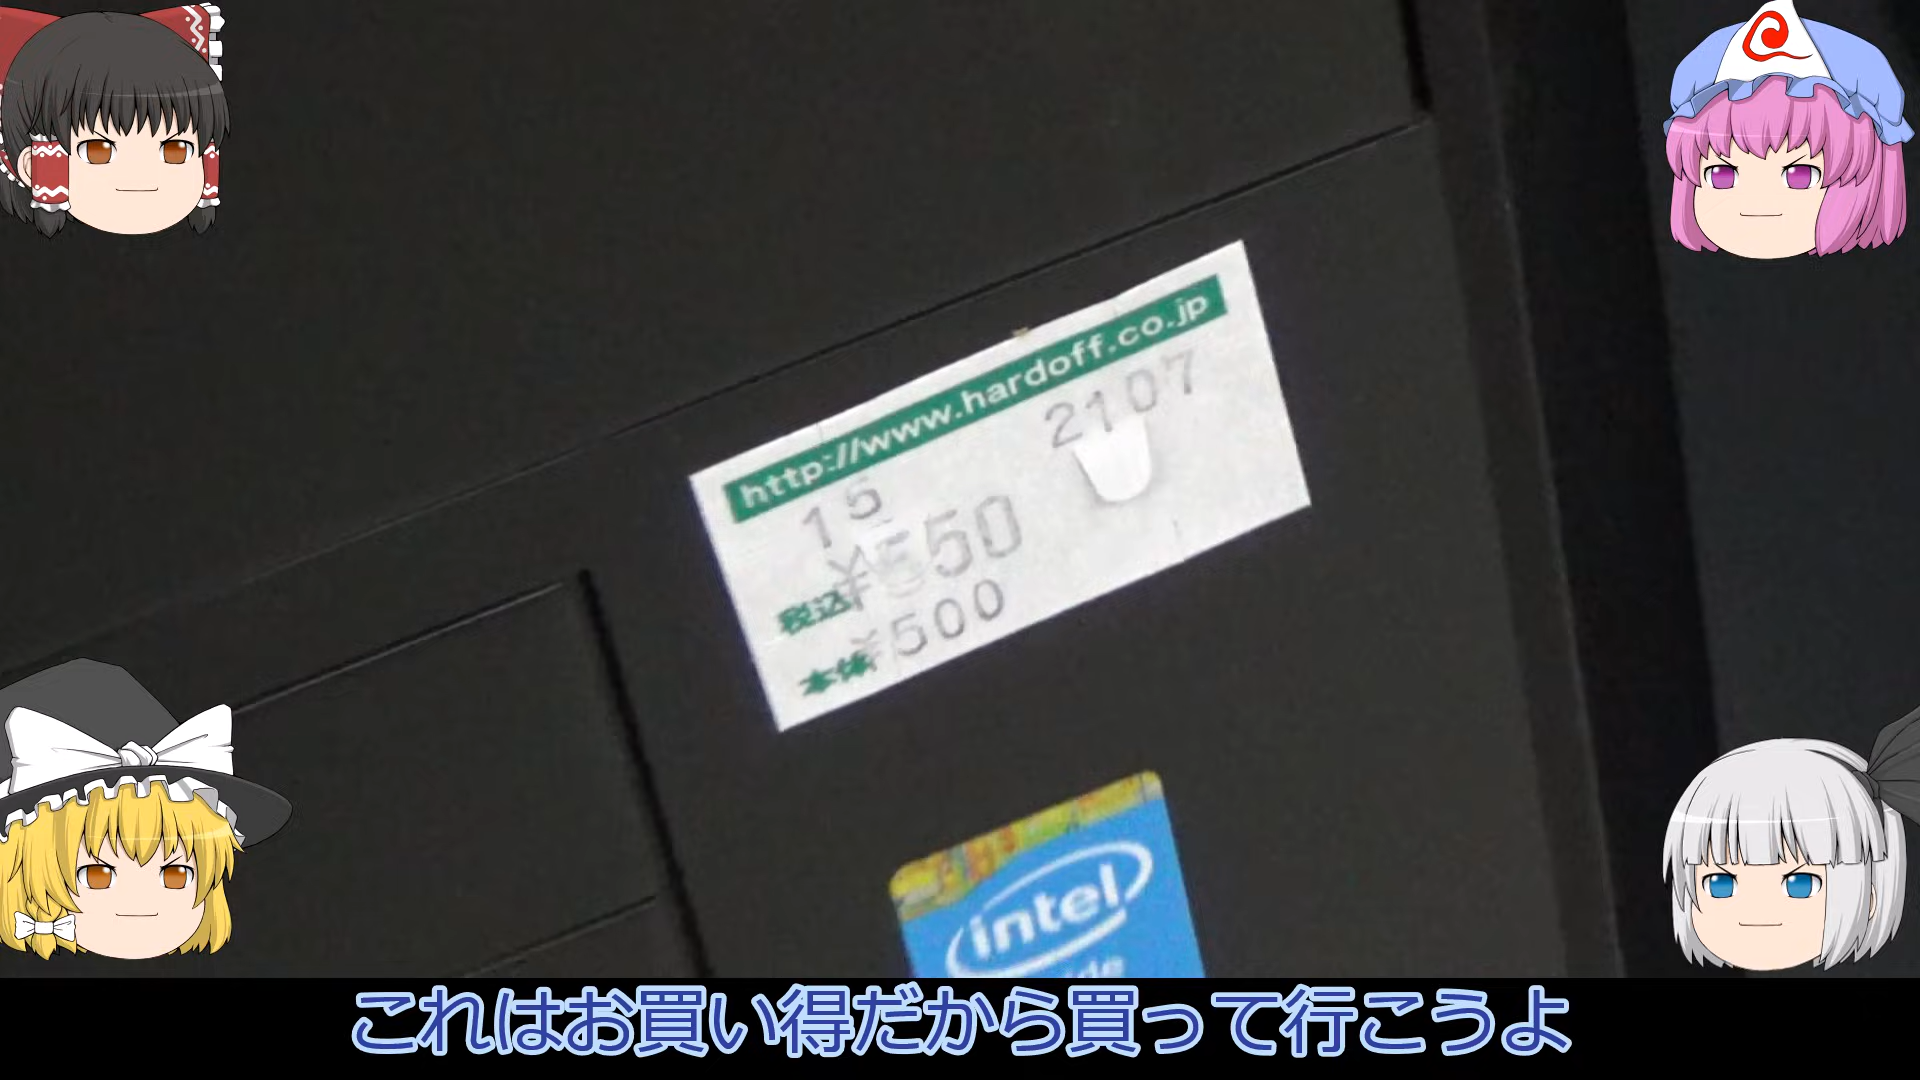 http://www.hardoff.co.jp
2107
15
税込 ¥550
本体 ¥500
intel
これはお買い得だから買って行こうよ